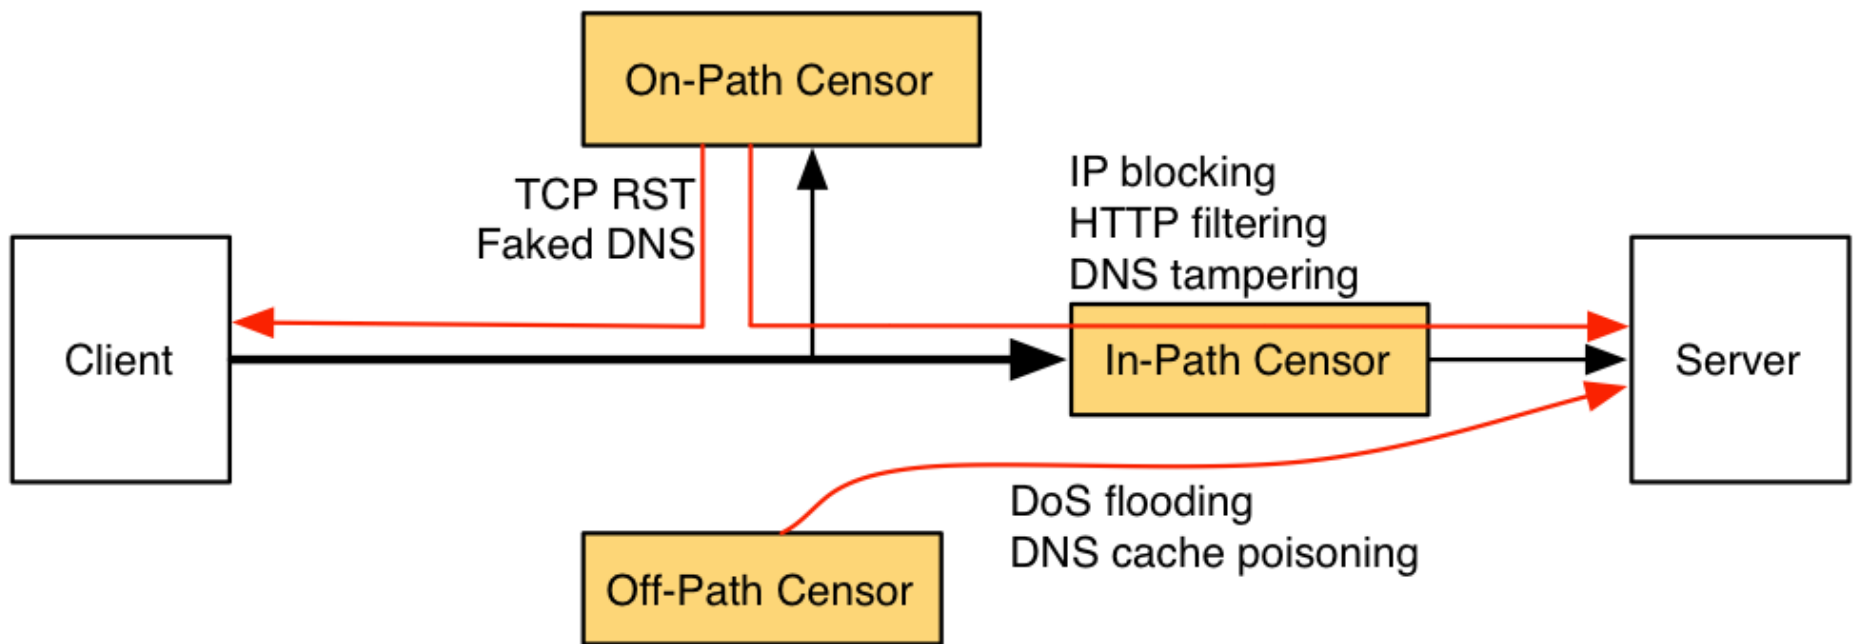 On-Path Censor
TCP RST
Faked DNS
IP blocking
HTTP filtering
DNS tampering
Client
In-Path Censor
Server
DoS flooding
DNS cache poisoning
Off-Path Censor